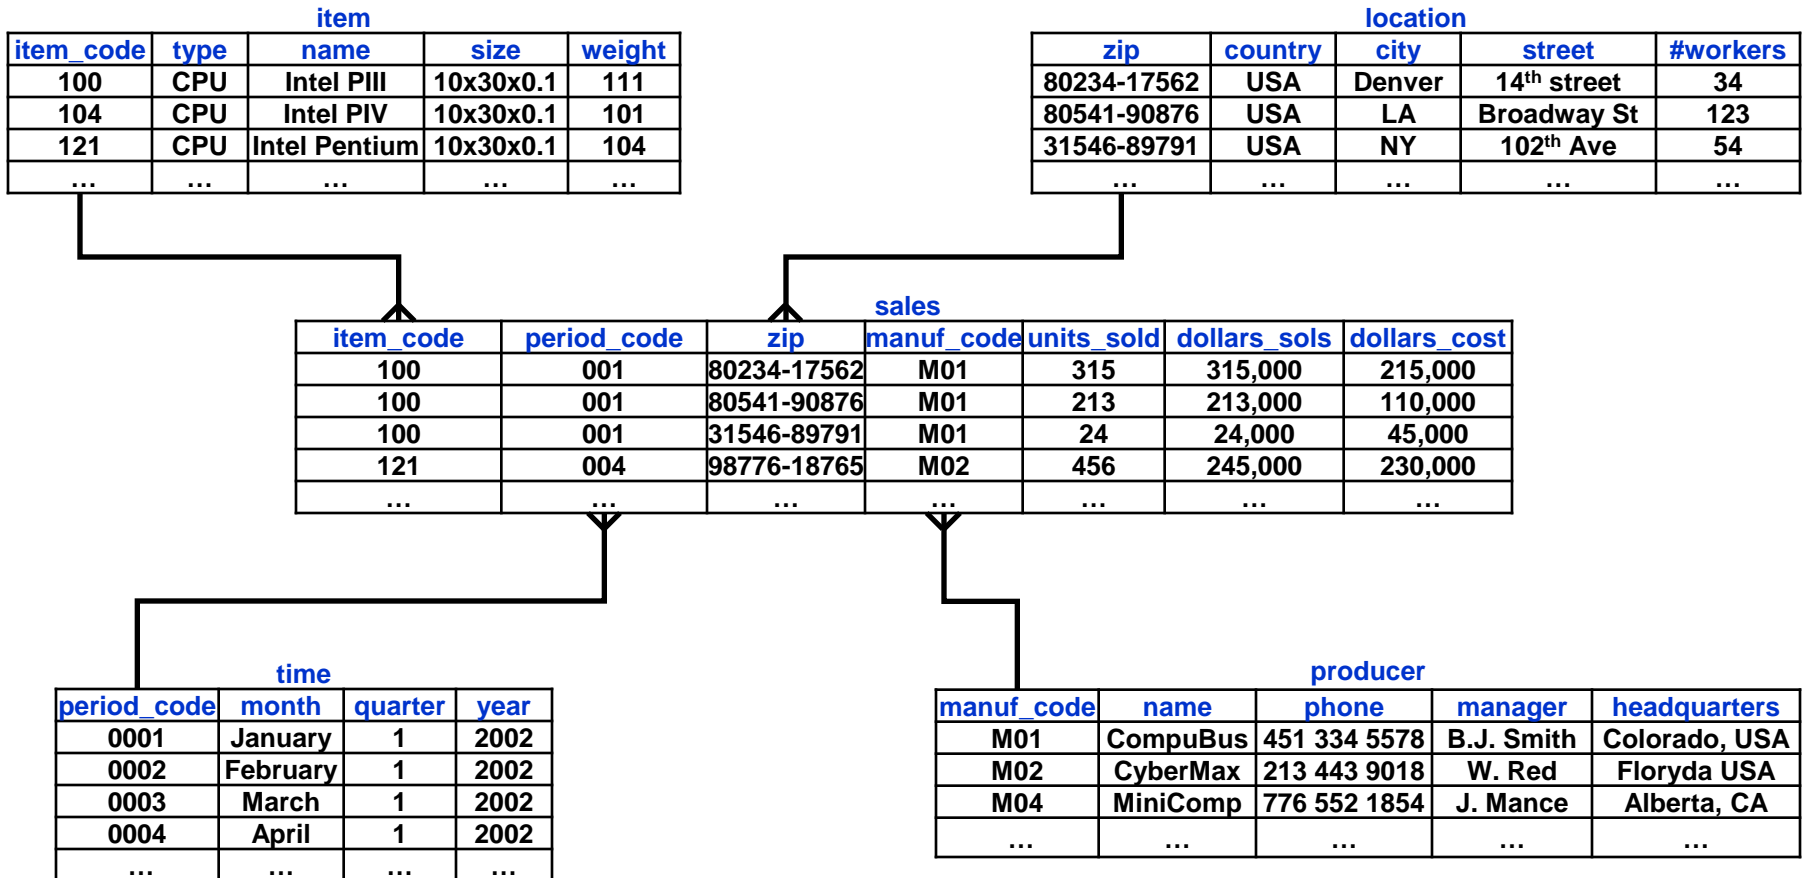 item
item_code type name size weight
100 CPU Intel PIII 10x30x0.1 111
104 CPU Intel PIV 10x30x0.1 101
121 CPU Intel Pentium 10x30x0.1 104
... ... ... ... ...
location
zip country city street #workers
80234-17562 USA Denver 14th street 34
80541-90876 USA LA Broadway St 123
31546-89791 USA NY 102th Ave 54
... ... ... ... ...
sales
item_code period_code zip manuf_code units_sold dollars_sols dollars_cost
100 001 80234-17562 M01 315 315,000 215,000
100 001 80541-90876 M01 213 213,000 110,000
100 001 31546-89791 M01 24 24,000 45,000
121 004 98776-18765 M02 456 245,000 230,000
... ... ... ... ... ... ...
time
period_code month quarter year
0001 January 1 2002
0002 February 1 2002
0003 March 1 2002
0004 April 1 2002
... ... ... ...
producer
manuf_code name phone manager headquarters
M01 CompuBus 451 334 5578 B.J. Smith Colorado, USA
M02 CyberMax 213 443 9018 W. Red Floryda USA
M04 MiniComp 776 552 1854 J. Mance Alberta, CA
... ... ... ... ...